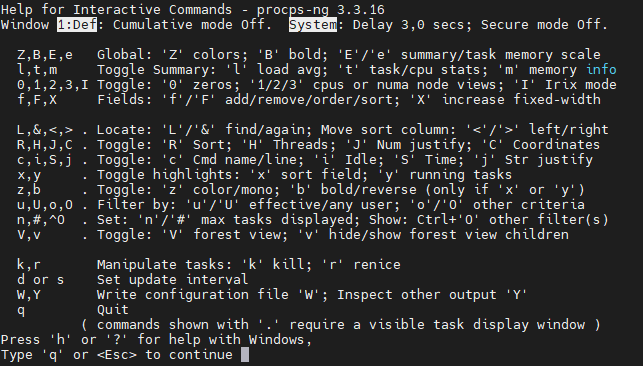 Help for Interactive Commands - procps-ng 3.3.16
Window 1:Def: Cumulative mode Off.  System: Delay 3,0 secs; Secure mode Off.

  Z,B,E,e   Global: 'Z' colors; 'B' bold; 'E'/'e' summary/task memory scale
  l,t,m     Toggle Summary: 'l' load avg; 't' task/cpu stats; 'm' memory info
  0,1,2,3,I Toggle: '0' zeros; '1/2/3' cpus or numa node views; 'I' Irix mode
  f,F,X     Fields: 'f'/'F' add/remove/order/sort; 'X' increase fixed-width

  L,&,<,> . Locate: 'L'/'&' find/again; Move sort column: '<'/'>' left/right
  R,H,J,C . Toggle: 'R' Sort; 'H' Threads; 'J' Num justify; 'C' Coordinates
  c,i,S,j . Toggle: 'c' Cmd name/line; 'i' Idle; 'S' Time; 'j' Str justify
  x,y     . Toggle highlights: 'x' sort field; 'y' running tasks
  z,b     . Toggle: 'z' color/mono; 'b' bold/reverse (only if 'x' or 'y')
  u,U,o,O . Filter by: 'u'/'U' effective/any user; 'o'/'O' other criteria
  n,#,^O  . Set: 'n'/'#' max tasks displayed; Show: Ctrl+'O' other filter(s)
  V,v     . Toggle: 'V' forest view; 'v' hide/show forest view children

  k,r       Manipulate tasks: 'k' kill; 'r' renice
  d or s    Set update interval
  W,Y       Write configuration file 'W'; Inspect other output 'Y'
  q         Quit
          ( commands shown with '.' require a visible task display window )
Press 'h' or '?' for help with Windows,
Type 'q' or <Esc> to continue